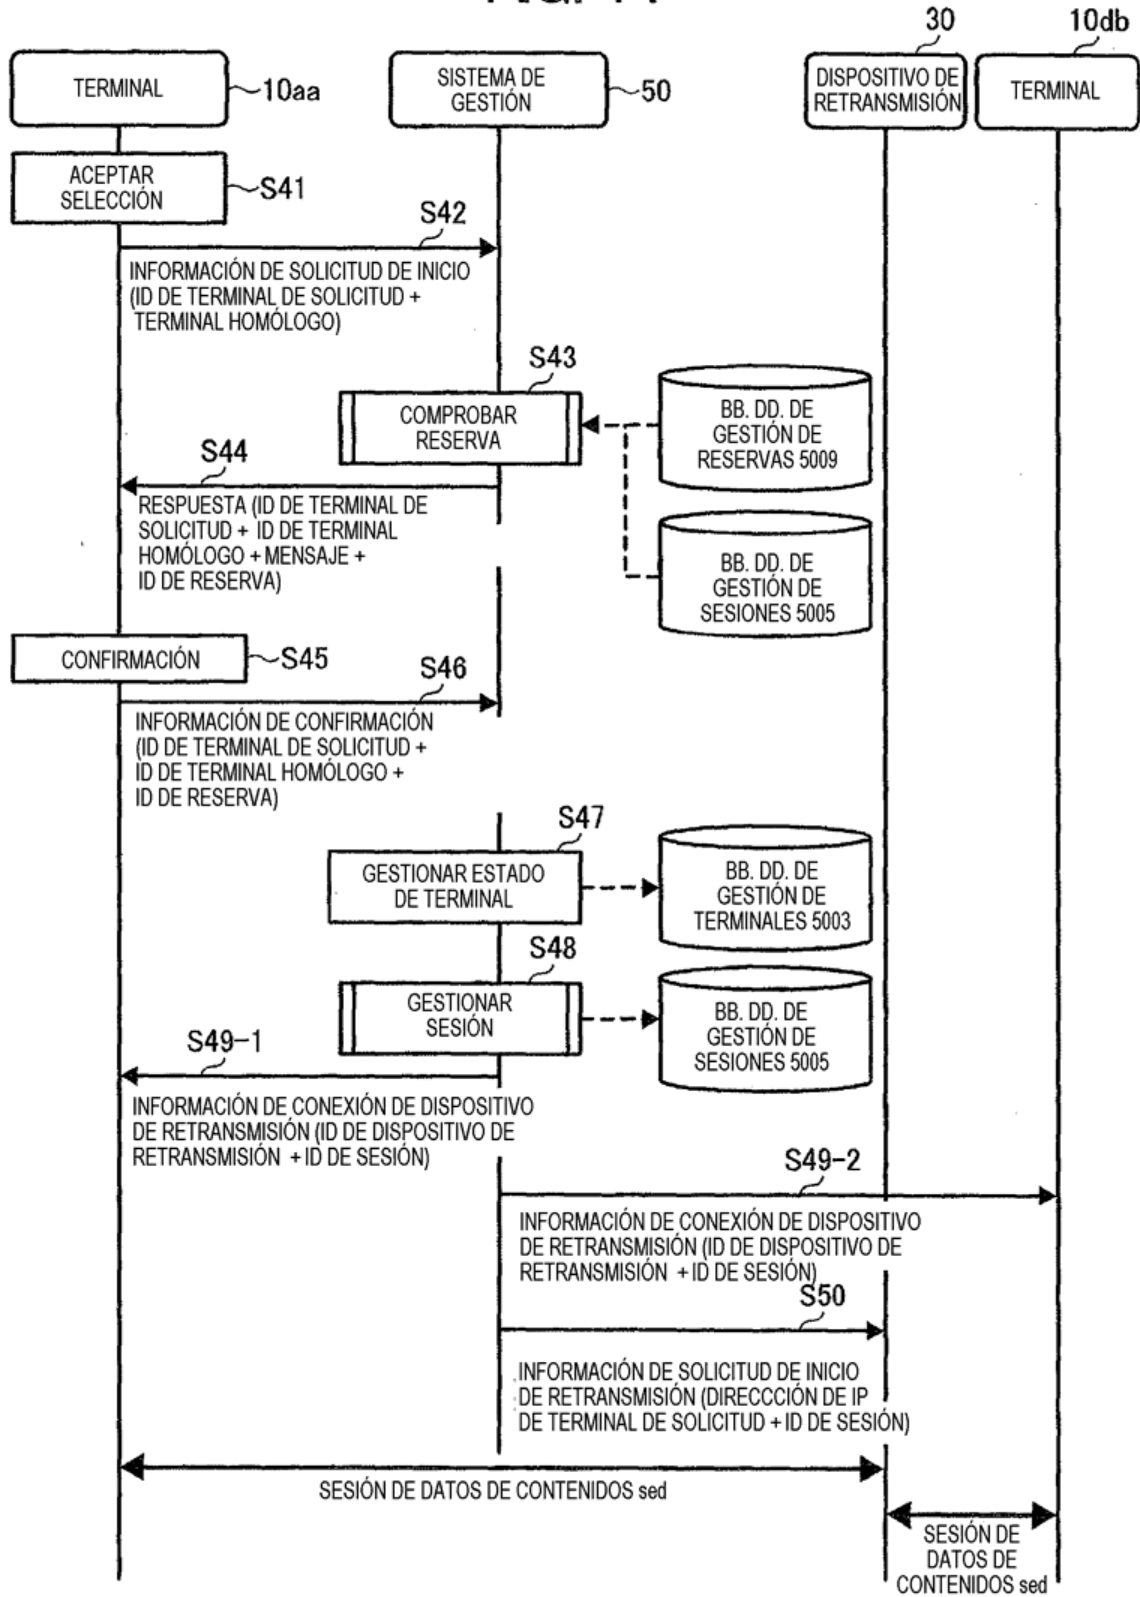 30
10db
TERMINAL
10aa
SISTEMA DE
GESTIÓN
50
DISPOSITIVO DE
RETRANSMISIÓN
TERMINAL
ACEPTAR
SELECCIÓN
S41
S42
INFORMACIÓN DE SOLICITUD DE INICIO
(ID DE TERMINAL DE SOLICITUD +
TERMINAL HOMÓLOGO)
S43
COMPROBAR
RESERVA
BB. DD. DE
GESTIÓN DE
RESERVAS 5009
S44
RESPUESTA (ID DE TERMINAL DE
SOLICITUD + ID DE TERMINAL
HOMÓLOGO + MENSAJE +
ID DE RESERVA)
BB. DD. DE
GESTIÓN DE
SESIONES 5005
CONFIRMACIÓN
S45
S46
INFORMACIÓN DE CONFIRMACIÓN
(ID DE TERMINAL DE SOLICITUD +
ID DE TERMINAL HOMÓLOGO +
ID DE RESERVA)
S47
GESTIONAR ESTADO
DE TERMINAL
BB. DD. DE
GESTIÓN DE
TERMINALES 5003
S48
GESTIONAR
SESIÓN
BB. DD. DE
GESTIÓN DE
SESIONES 5005
S49-1
INFORMACIÓN DE CONEXIÓN DE DISPOSITIVO
DE RETRANSMISIÓN (ID DE DISPOSITIVO DE
RETRANSMISIÓN + ID DE SESIÓN)
S49-2
INFORMACIÓN DE CONEXIÓN DE DISPOSITIVO
DE RETRANSMISIÓN (ID DE DISPOSITIVO DE
RETRANSMISIÓN + ID DE SESIÓN)
S50
INFORMACIÓN DE SOLICITUD DE INICIO
DE RETRANSMISIÓN (DIRECCCIÓN DE IP
DE TERMINAL DE SOLICITUD + ID DE SESIÓN)
SESIÓN DE DATOS DE CONTENIDOS sed
SESIÓN DE
DATOS DE
CONTENIDOS sed